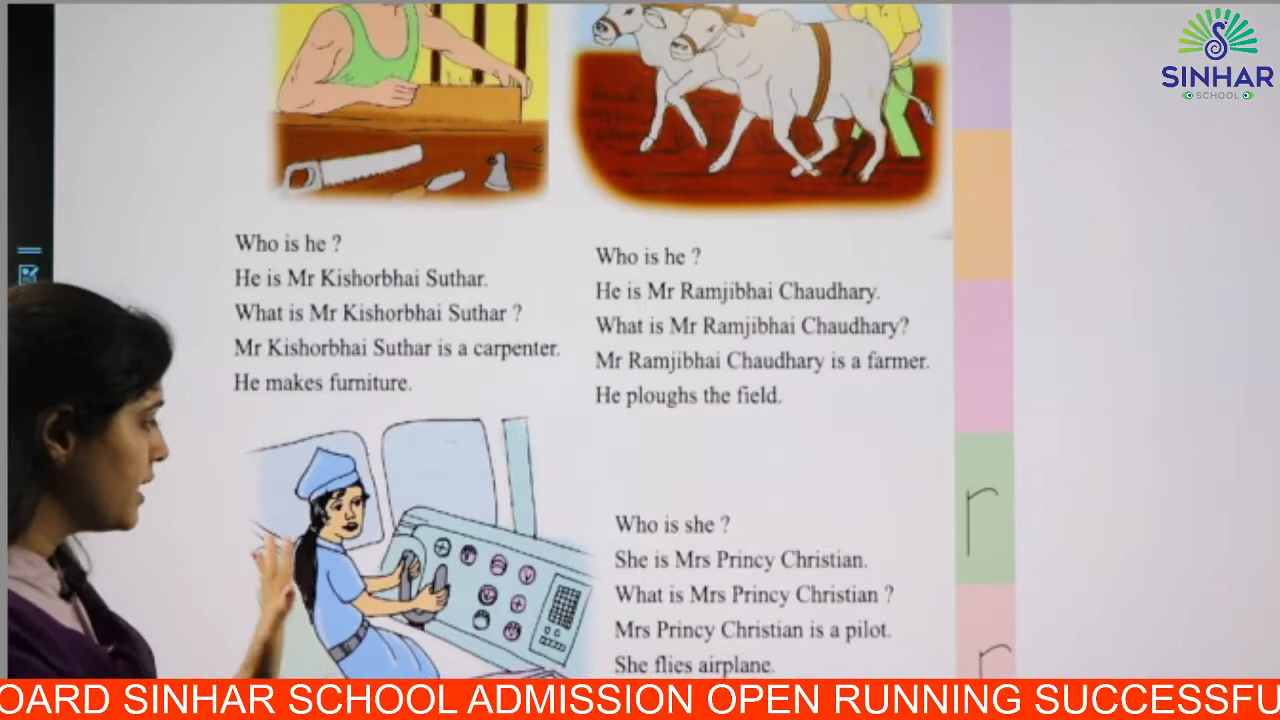 SINHAR
SCHOOL
Who is he ?
He is Mr Kishorbhai Suthar.
What is Mr Kishorbhai Suthar ?
Mr Kishorbhai Suthar is a carpenter.
He makes furniture.
Who is he ?
He is Mr Ramjibhai Chaudhary.
What is Mr Ramjibhai Chaudhary?
Mr Ramjibhai Chaudhary is a farmer.
He ploughs the field.
Who is she ?
She is Mrs Princy Christian.
What is Mrs Princy Christian ?
Mrs Princy Christian is a pilot.
She flies airplane.
r
r
OARD SINHAR SCHOOL ADMISSION OPEN RUNNING SUCCESSFU